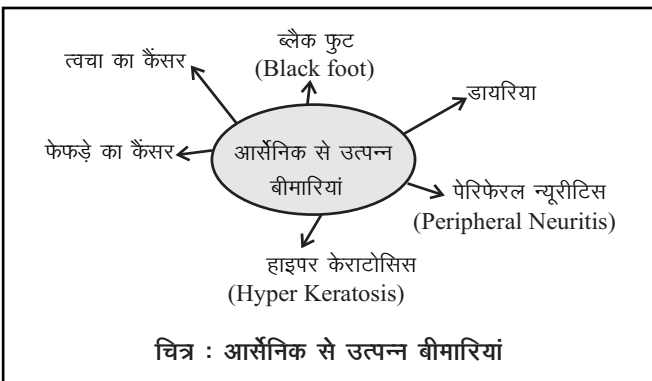 ब्लैक फुट
(Black foot)
त्वचा का कैंसर
डायरिया
फेफड़े का कैंसर
आर्सेनिक से उत्पन्न
बीमारियां
पेरिफेरल न्यूरीटिस
(Peripheral Neuritis)
हाइपर केराटोसिस
(Hyper Keratosis)
चित्र : आर्सेनिक से उत्पन्न बीमारियां